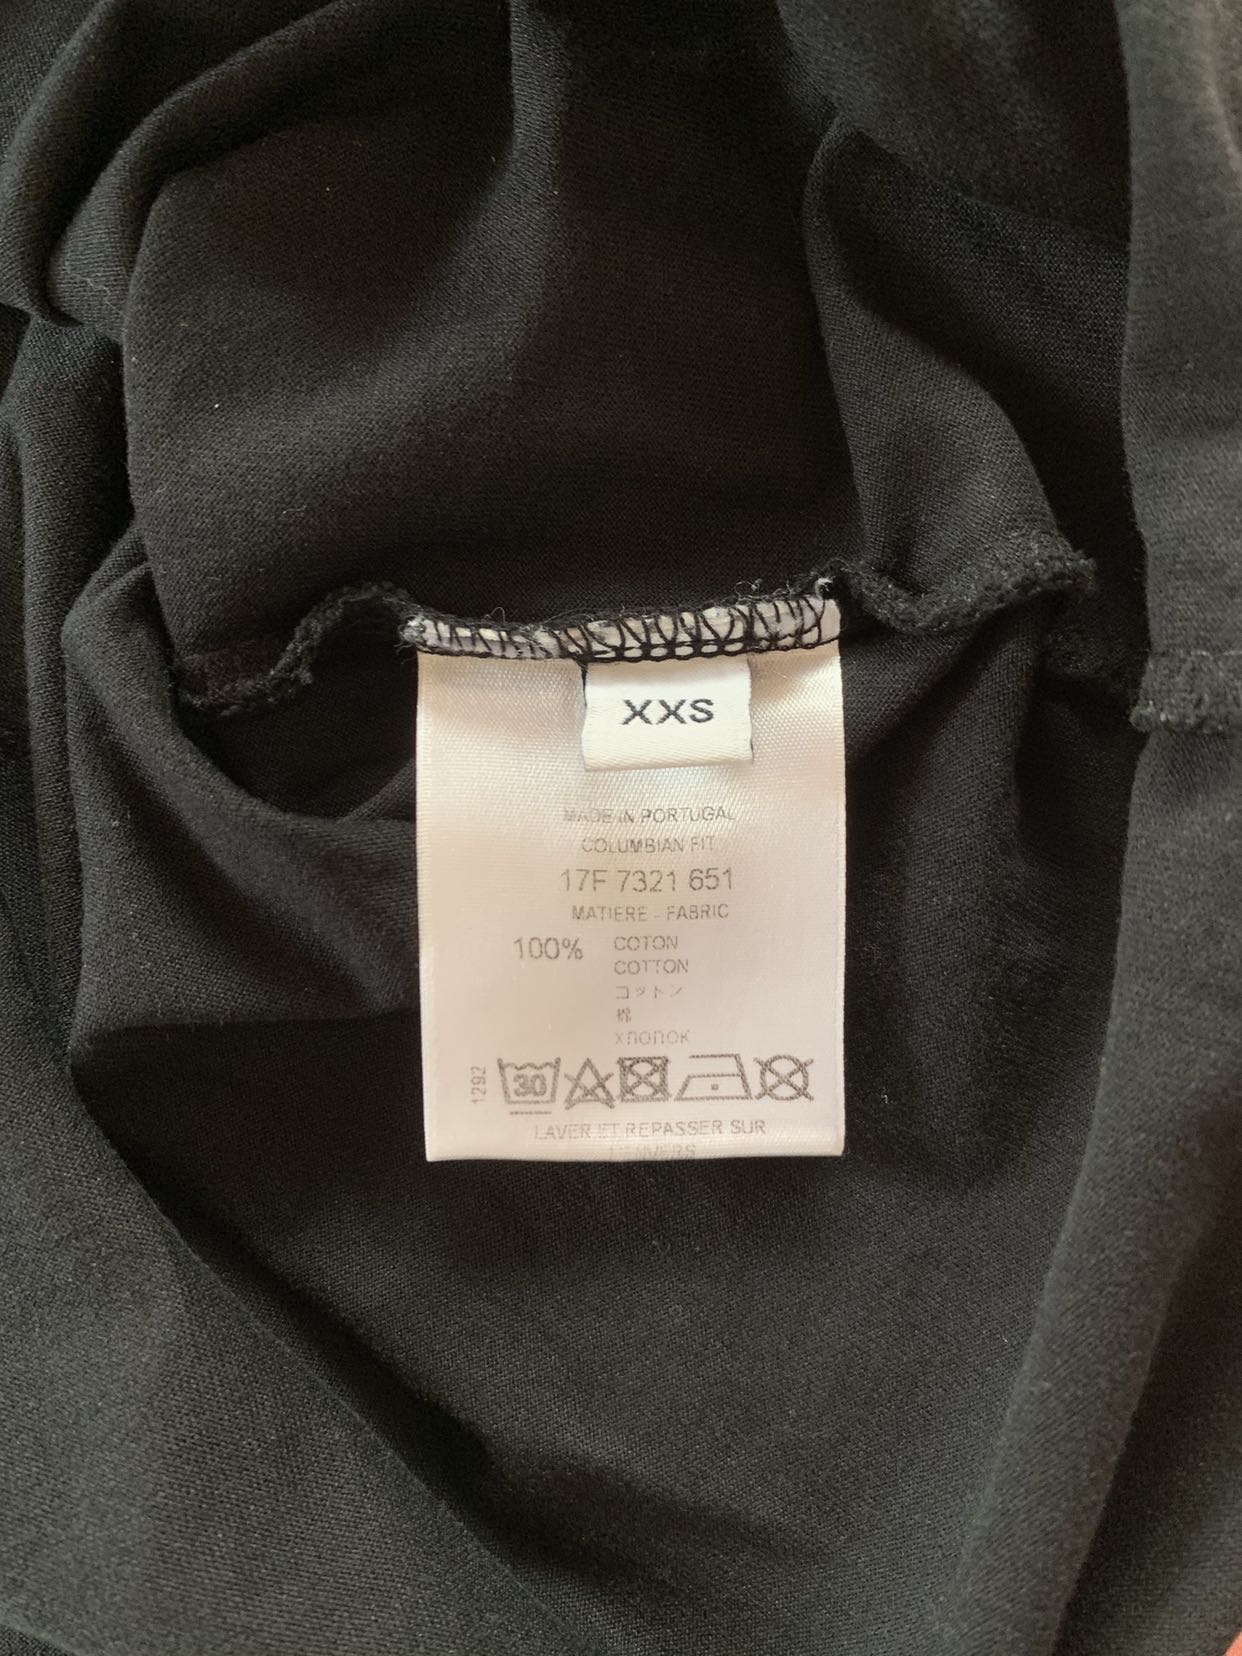 XXS
MADE IN PORTUGAL
COLUMBIAN FIT
17F 7321 651
MATIERE - FABRIC
100% COTON
COTTON
コットン
棉
хлопок
1292
30
LAVER ET REPASSER SUR
L'ENVERS